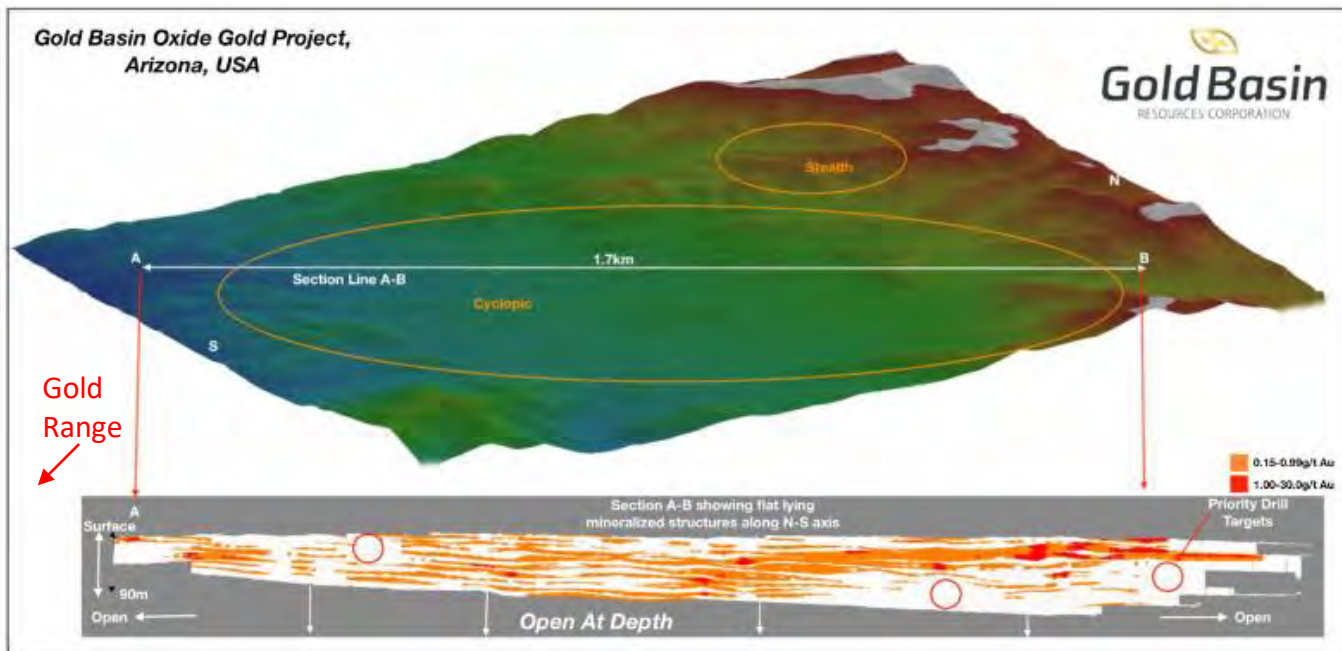 Gold Basin Oxide Gold Project,
Arizona, USA
Gold Basin
RESOURCES CORPORATION
Stealth
N
A
1.7km
B
Section Line A-B
Cyclopic
S
Gold
Range
0.15-0.99g/t Au
1.00-30.0g/t Au
A
Section A-B showing flat lying
mineralized structures along N-S axis
Priority Drill
Targets
Surface
90m
Open
Open At Depth
Open